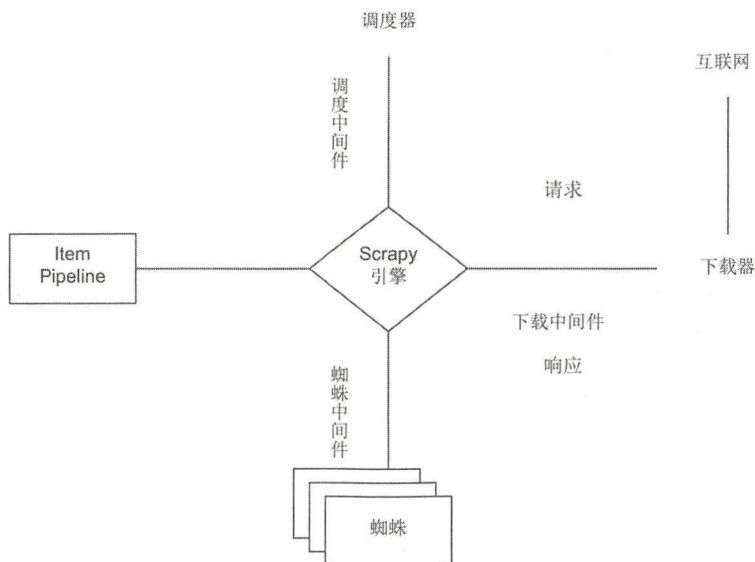 调度器
互联网
调度中间件
请求
Item
Pipeline
Scrapy
引擎
下载器
下载中间件
响应
蜘蛛中间件
蜘蛛